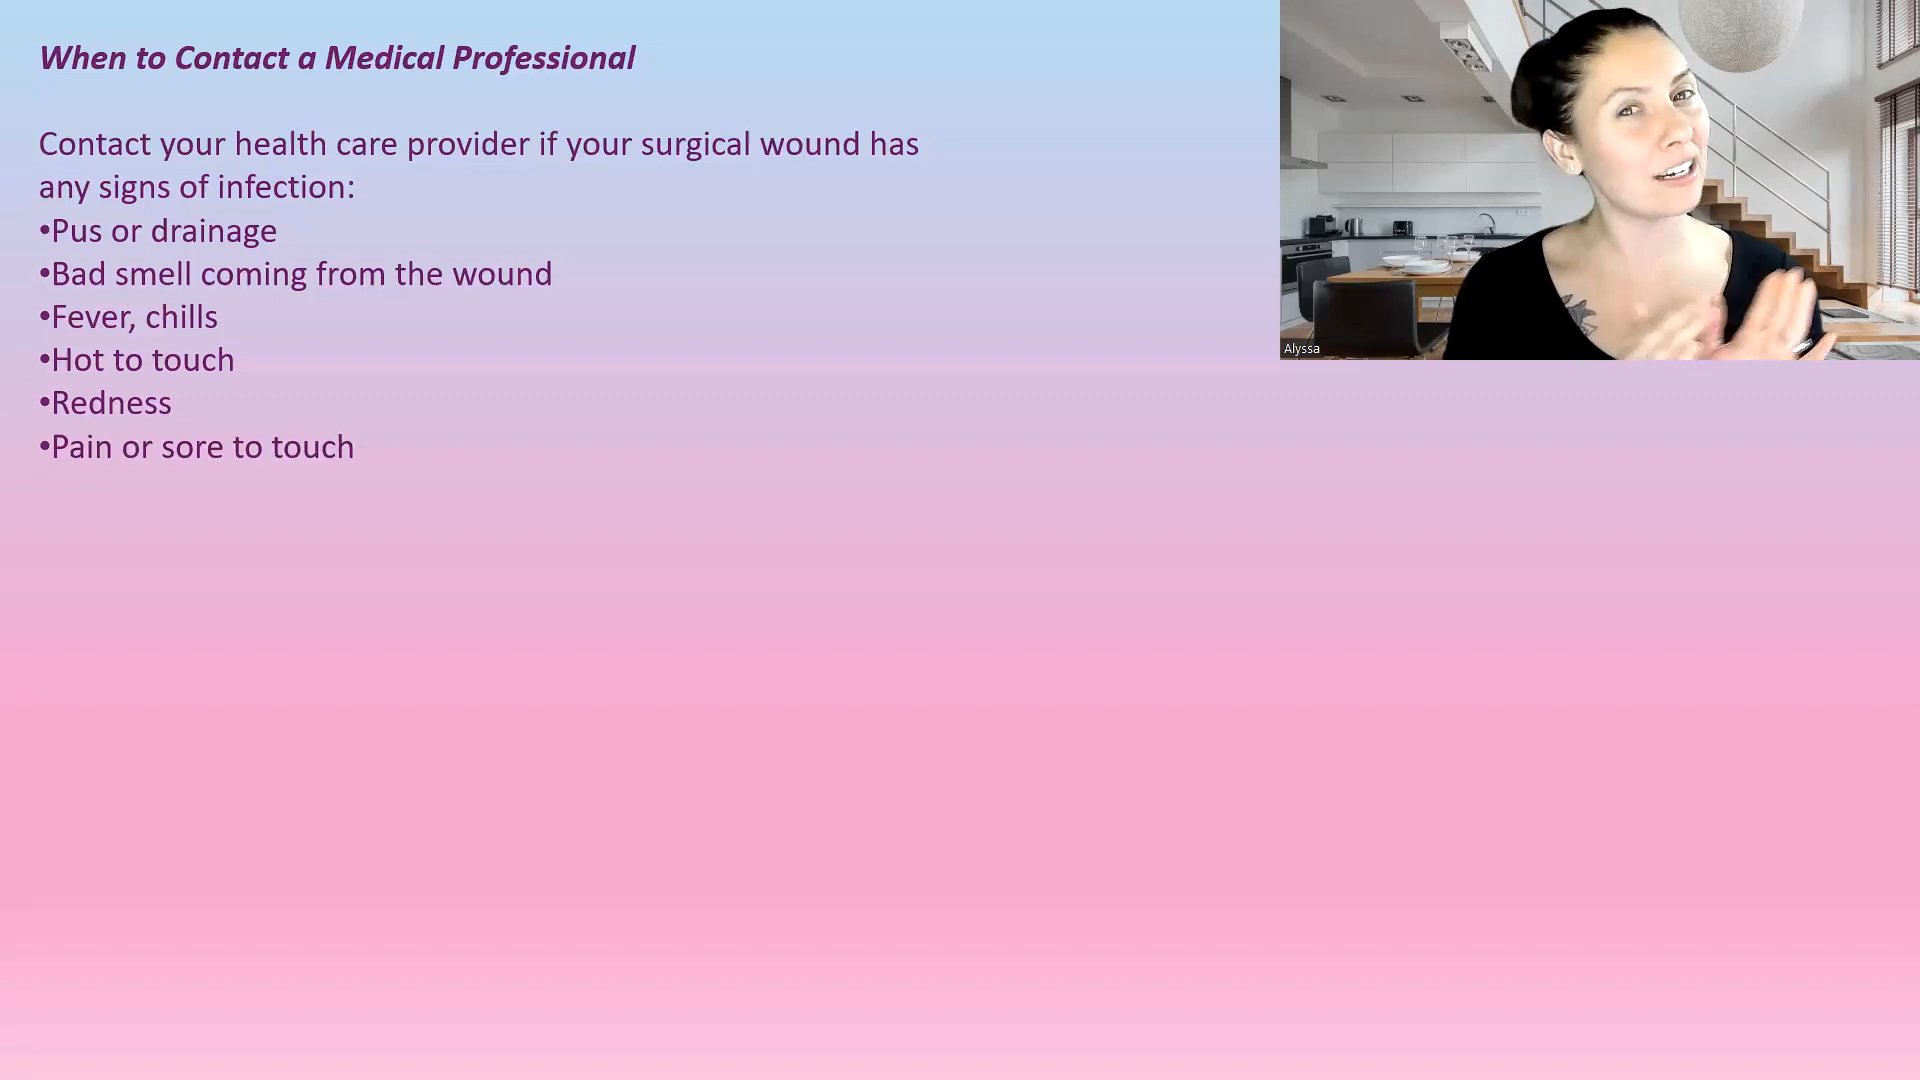 When to Contact a Medical Professional
Contact your health care provider if your surgical wound has
any signs of infection:
•Pus or drainage
•Bad smell coming from the wound
•Fever, chills
•Hot to touch
•Redness
•Pain or sore to touch
Alyssa